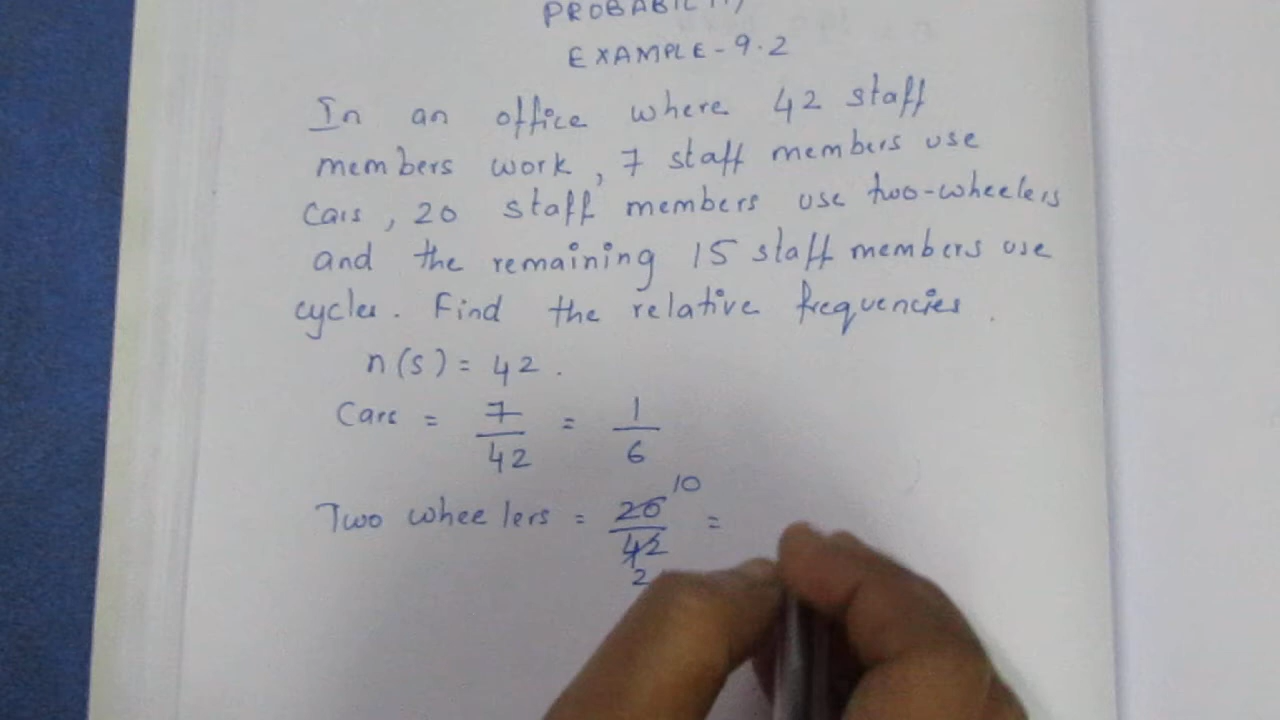 PROBABILITY
EXAMPLE-9.2
In an office where 42 staff
members work, 7 staff members use
Cars, 20 staff members use two-wheelers
and the remaining 15 staff members use
cycles. Find the relative frequencies.
n(s) = 42.
Cars = 7/42 = 1/6
10
Two wheelers = 20/42 =
2